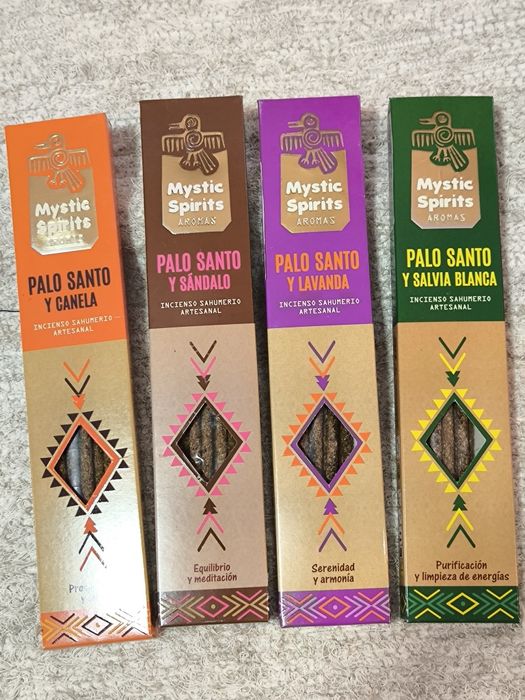 Mystic
Spirits
AROMAS
PALO SANTO
Y CANELA
INCIENSO SAHUMERIO
ARTESANAL
Mystic
Spirits
AROMAS
PALO SANTO
Y SÁNDALO
INCIENSO SAHUMERIO
ARTESANAL
Equilibrio
y meditación
Mystic
Spirits
AROMAS
PALO SANTO
Y LAVANDA
INCIENSO SAHUMERIO
ARTESANAL
Serenidad
y armonía
Mystic
Spirits
AROMAS
PALO SANTO
Y SALVIA BLANCA
INCIENSO SAHUMERIO
ARTESANAL
Purificación
y limpieza de energías